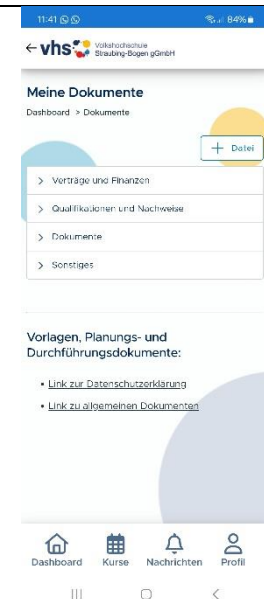 11:41
84%
vhs Volkshochschule
Straubing-Bogen gGmbH
Meine Dokumente
Dashboard > Dokumente
+ Datei
> Verträge und Finanzen
> Qualifikationen und Nachweise
> Dokumente
> Sonstiges
Vorlagen, Planungs- und
Durchführungsdokumente:
• Link zur Datenschutzerklärung
• Link zu allgemeinen Dokumenten
Dashboard Kurse Nachrichten Profil